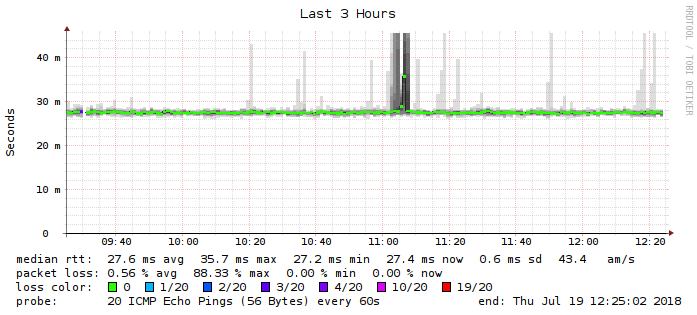 Last 3 Hours
RRDTOOL / TOBI OETIKER
Seconds
40 m
30 m
20 m
10 m
0
09:40 10:00 10:20 10:40 11:00 11:20 11:40 12:00 12:20
median rtt: 27.6 ms avg 35.7 ms max 27.2 ms min 27.4 ms now 0.6 ms sd 43.4 am/s
packet loss: 0.56 % avg 88.33 % max 0.00 % min 0.00 % now
loss color: 0 1/20 2/20 3/20 4/20 10/20 19/20
probe: 20 ICMP Echo Pings (56 Bytes) every 60s end: Thu Jul 19 12:25:02 2018